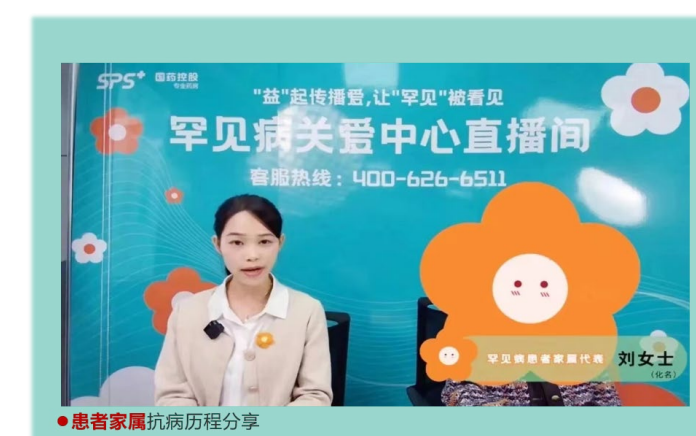 SPS+ 国药控股
专业药房
"益"起传播爱,让"罕见"被看见
罕见病关爱中心直播间
客服热线：400-626-6511
罕见病患者家属代表 刘女士
(化名)
●患者家属抗病历程分享